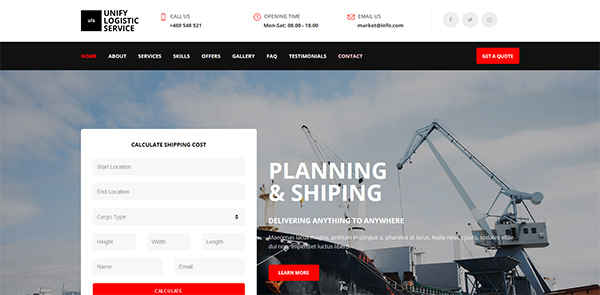 uls
UNIFY
LOGISTIC
SERVICE
CALL US
+469 548 521
OPENING TIME
Mon-Sat: 08.00 - 18.00
EMAIL US
market@info.com
HOME ABOUT SERVICES SKILLS OFFERS GALLERY FAQ TESTIMONIALS CONTACT
GET A QUOTE
CALCULATE SHIPPING COST
Start Location
End Location
Cargo Type
Height Width Length
Name Email
CALCULATE
PLANNING
& SHIPING
DELIVERING ANYTHING TO ANYWHERE
Maecenas lacus magna, pretium in congue a, pharetra at lacus. Nulla neque justo, sodales vitae
dui non, imperdiet luctus libero.
LEARN MORE